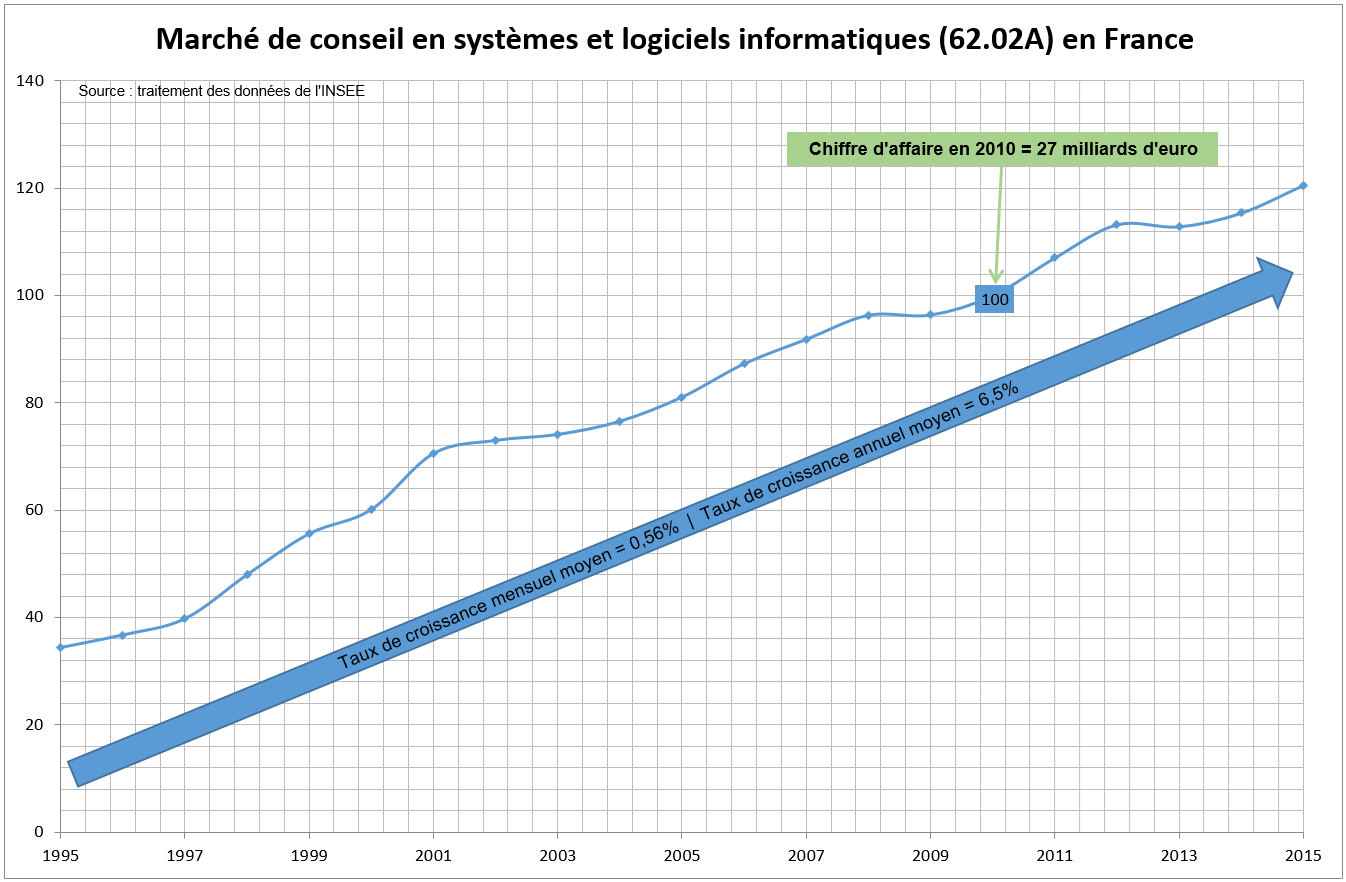 Marché de conseil en systèmes et logiciels informatiques (62.02A) en France
140
Source : traitement des données de l'INSEE
Chiffre d'affaire en 2010 = 27 milliards d'euro
120
100
100
80
Taux de croissance mensuel moyen = 0,56% | Taux de croissance annuel moyen = 6,5%
60
40
20
0
1995 1997 1999 2001 2003 2005 2007 2009 2011 2013 2015